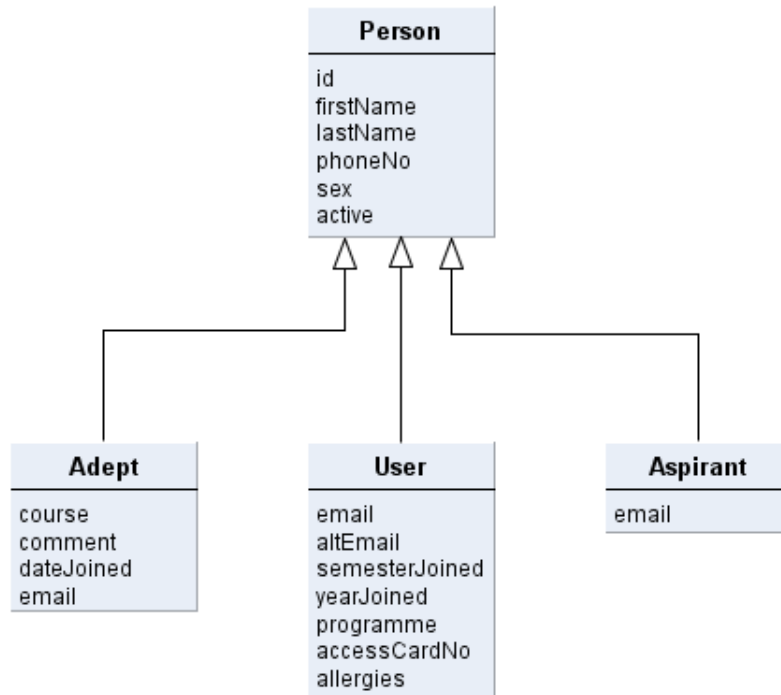 Person
id
firstName
lastName
phoneNo
sex
active
Adept
course
comment
dateJoined
email
User
email
altEmail
semesterJoined
yearJoined
programme
accessCardNo
allergies
Aspirant
email